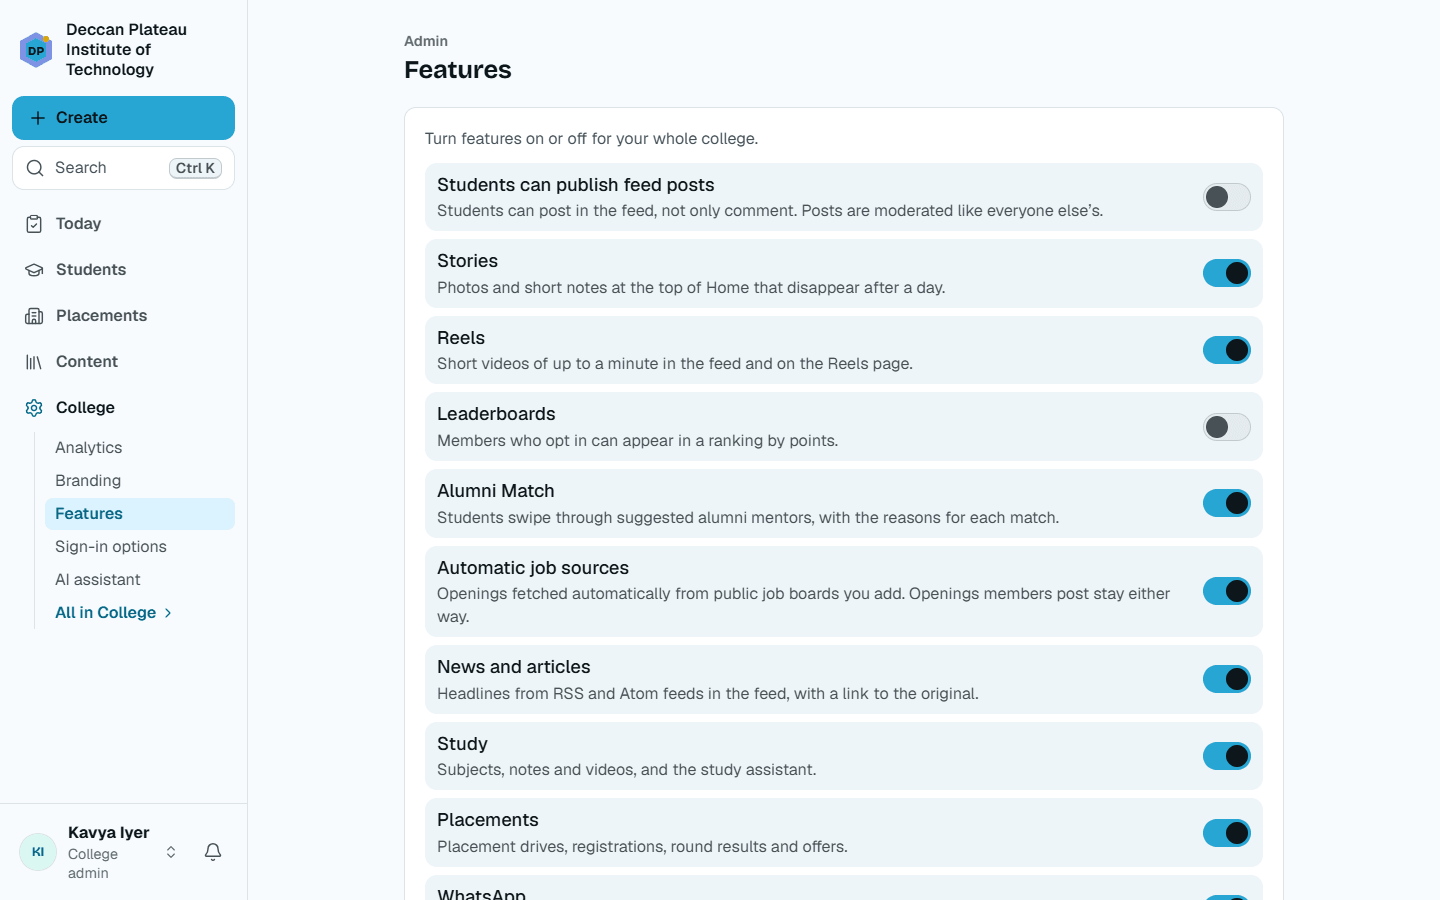 Deccan Plateau
Institute of
Technology
DP
Create
Search
Ctrl K
Today
Students
Placements
Content
College
Analytics
Branding
Features
Sign-in options
AI assistant
All in College
KI
Kavya Iyer
College
admin
Admin
Features
Turn features on or off for your whole college.
Students can publish feed posts
Students can post in the feed, not only comment. Posts are moderated like everyone else’s.
Stories
Photos and short notes at the top of Home that disappear after a day.
Reels
Short videos of up to a minute in the feed and on the Reels page.
Leaderboards
Members who opt in can appear in a ranking by points.
Alumni Match
Students swipe through suggested alumni mentors, with the reasons for each match.
Automatic job sources
Openings fetched automatically from public job boards you add. Openings members post stay either
way.
News and articles
Headlines from RSS and Atom feeds in the feed, with a link to the original.
Study
Subjects, notes and videos, and the study assistant.
Placements
Placement drives, registrations, round results and offers.
WhatsApp